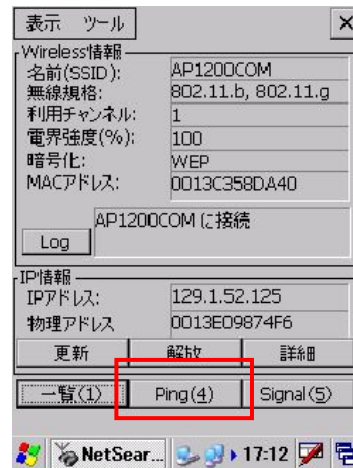 表示 ツール
Wireless情報
名前(SSID): AP1200COM
無線規格: 802.11.b, 802.11.g
利用チャンネル: 1
電界強度(%): 100
暗号化: WEP
MACアドレス: 0013C358DA40
AP1200COM に接続
Log
IP情報
IPアドレス: 129.1.52.125
物理アドレス 0013E09874F6
更新 解放 詳細
一覧(1) Ping(4) Signal(5)
NetSear... 17:12